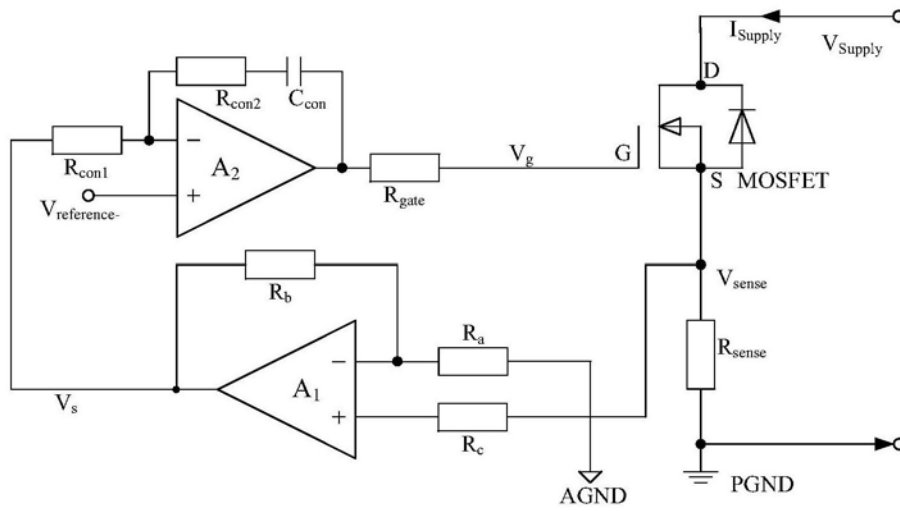 I_Supply
V_Supply
D
R_con2
C_con
−
A_2
+
R_con1
V_reference-
R_gate
V_g
G
S MOSFET
V_sense
R_b
R_a
R_sense
−
A_1
+
V_s
R_c
AGND
PGND